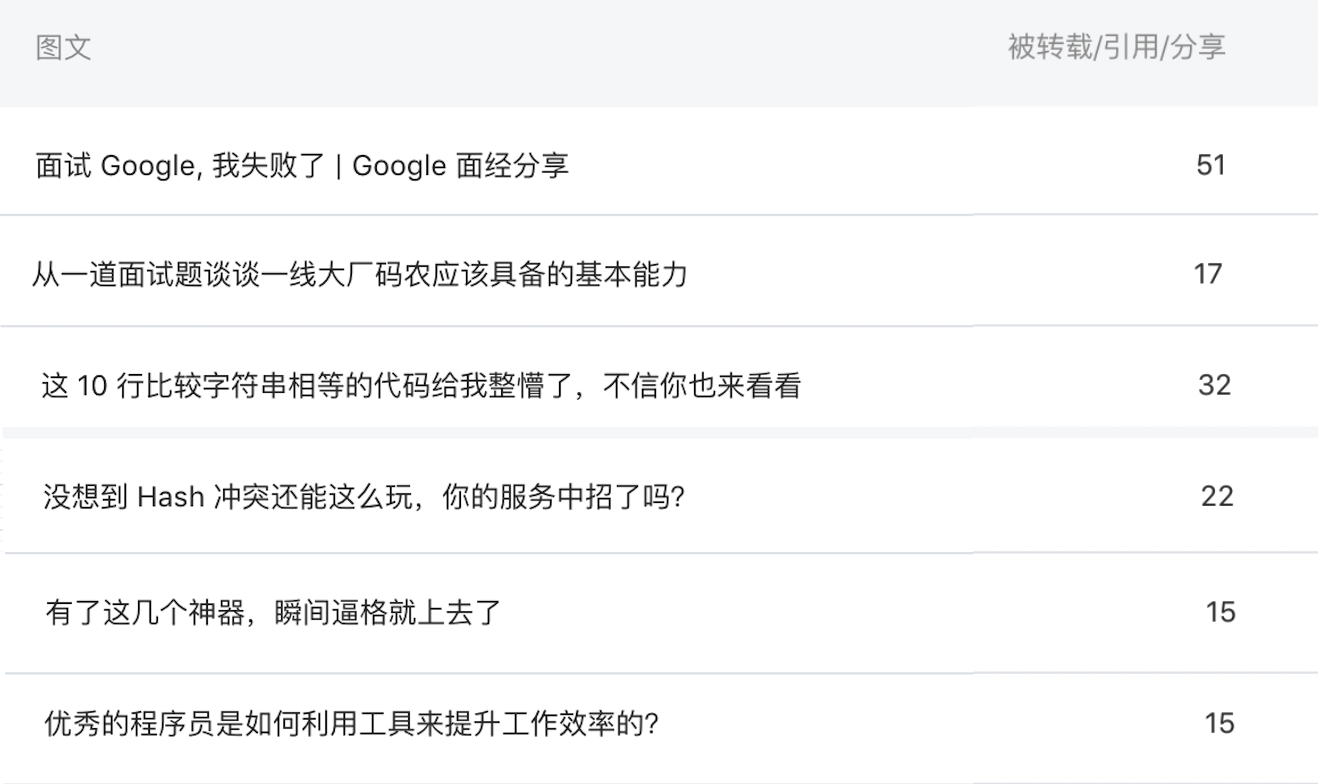 图文 被转载/引用/分享
面试 Google, 我失败了 | Google 面经分享 51
从一道面试题谈谈一线大厂码农应该具备的基本能力 17
这 10 行比较字符串相等的代码给我整懵了，不信你也来看看 32
没想到 Hash 冲突还能这么玩，你的服务中招了吗? 22
有了这几个神器，瞬间逼格就上去了 15
优秀的程序员是如何利用工具来提升工作效率的? 15